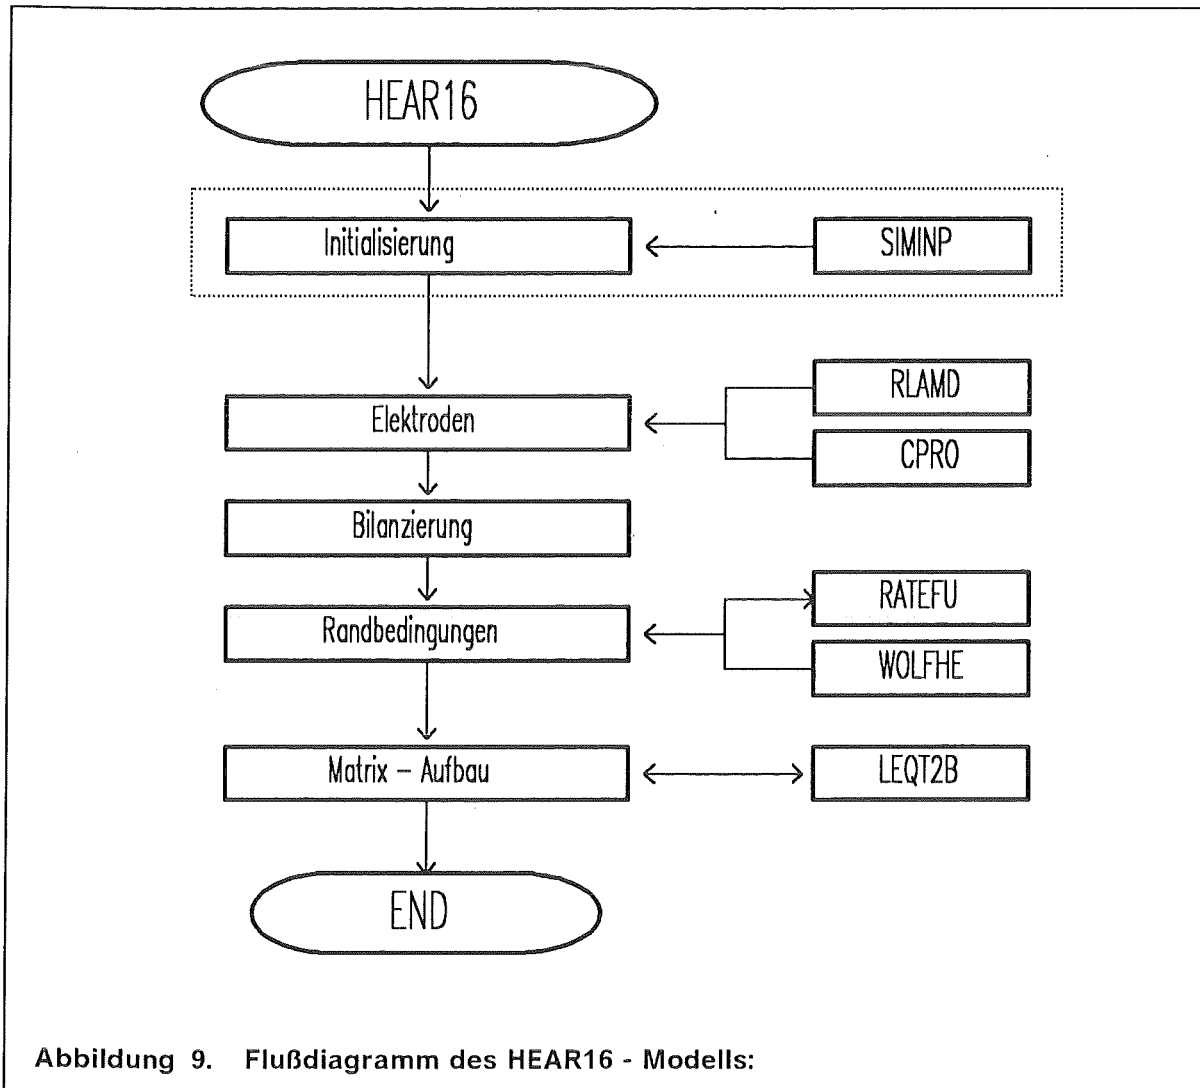 HEAR16
Initialisierung
SIMINP
Elektroden
RLAMD
CPRO
Bilanzierung
Randbedingungen
RATEFU
WOLFHE
Matrix – Aufbau
LEQT2B
END
Abbildung 9. Flußdiagramm des HEAR16 - Modells: